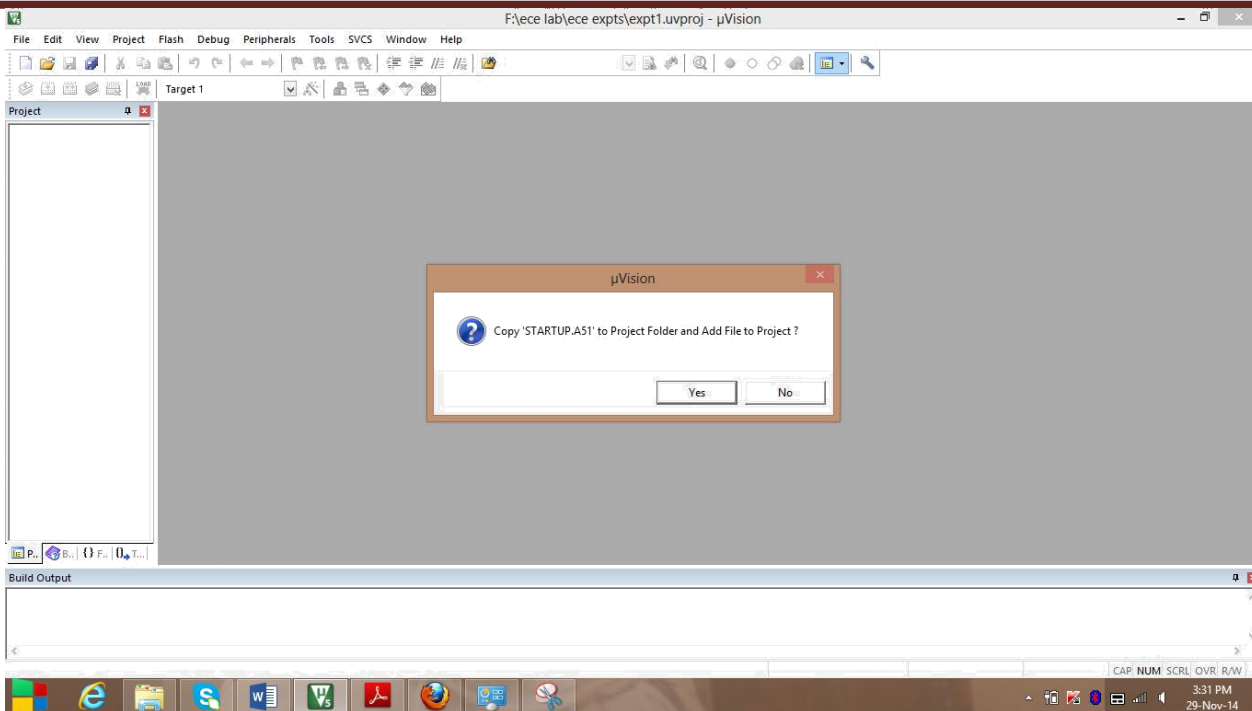 F:\ece lab\ece expts\expt1.uvproj - µVision
File Edit View Project Flash Debug Peripherals Tools SVCS Window Help
LOAD Target 1
Project
µVision
Copy 'STARTUP.A51' to Project Folder and Add File to Project ?
Yes No
P... B... {} F... 0 T...
Build Output
CAP NUM SCRL OVR R/W
3:31 PM
29-Nov-14